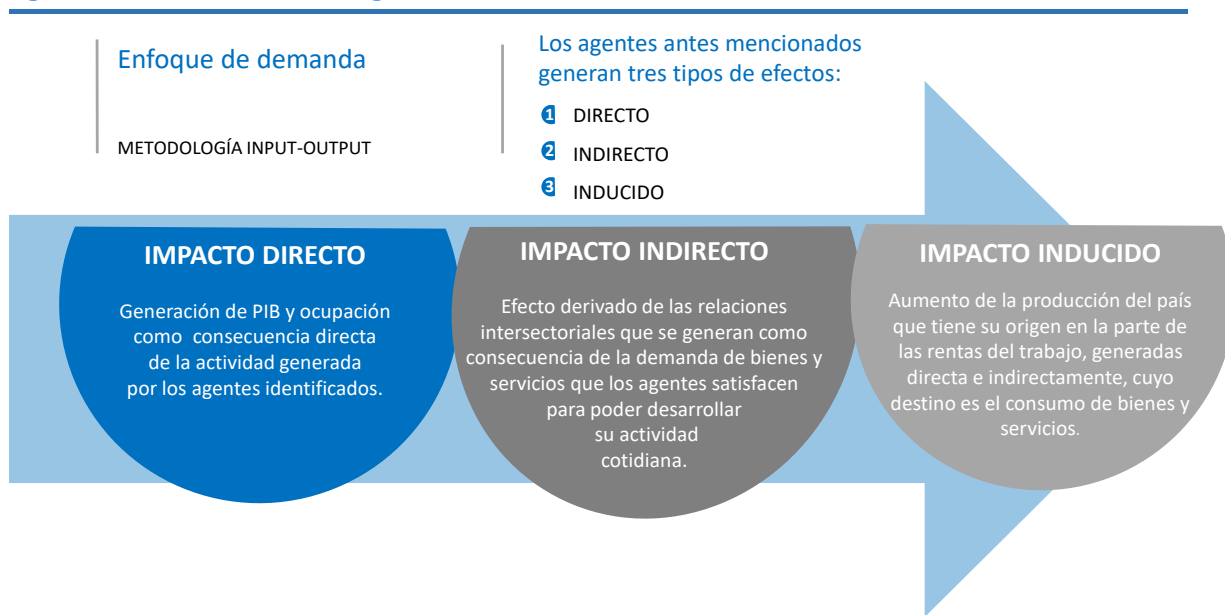 Enfoque de demanda
METODOLOGÍA INPUT-OUTPUT
Los agentes antes mencionados
generan tres tipos de efectos:
1 DIRECTO
2 INDIRECTO
3 INDUCIDO
IMPACTO DIRECTO
Generación de PIB y ocupación
como consecuencia directa
de la actividad generada
por los agentes identificados.
IMPACTO INDIRECTO
Efecto derivado de las relaciones
intersectoriales que se generan como
consecuencia de la demanda de bienes y
servicios que los agentes satisfacen
para poder desarrollar
su actividad
cotidiana.
IMPACTO INDUCIDO
Aumento de la producción del país
que tiene su origen en la parte de
las rentas del trabajo, generadas
directa e indirectamente, cuyo
destino es el consumo de bienes y
servicios.